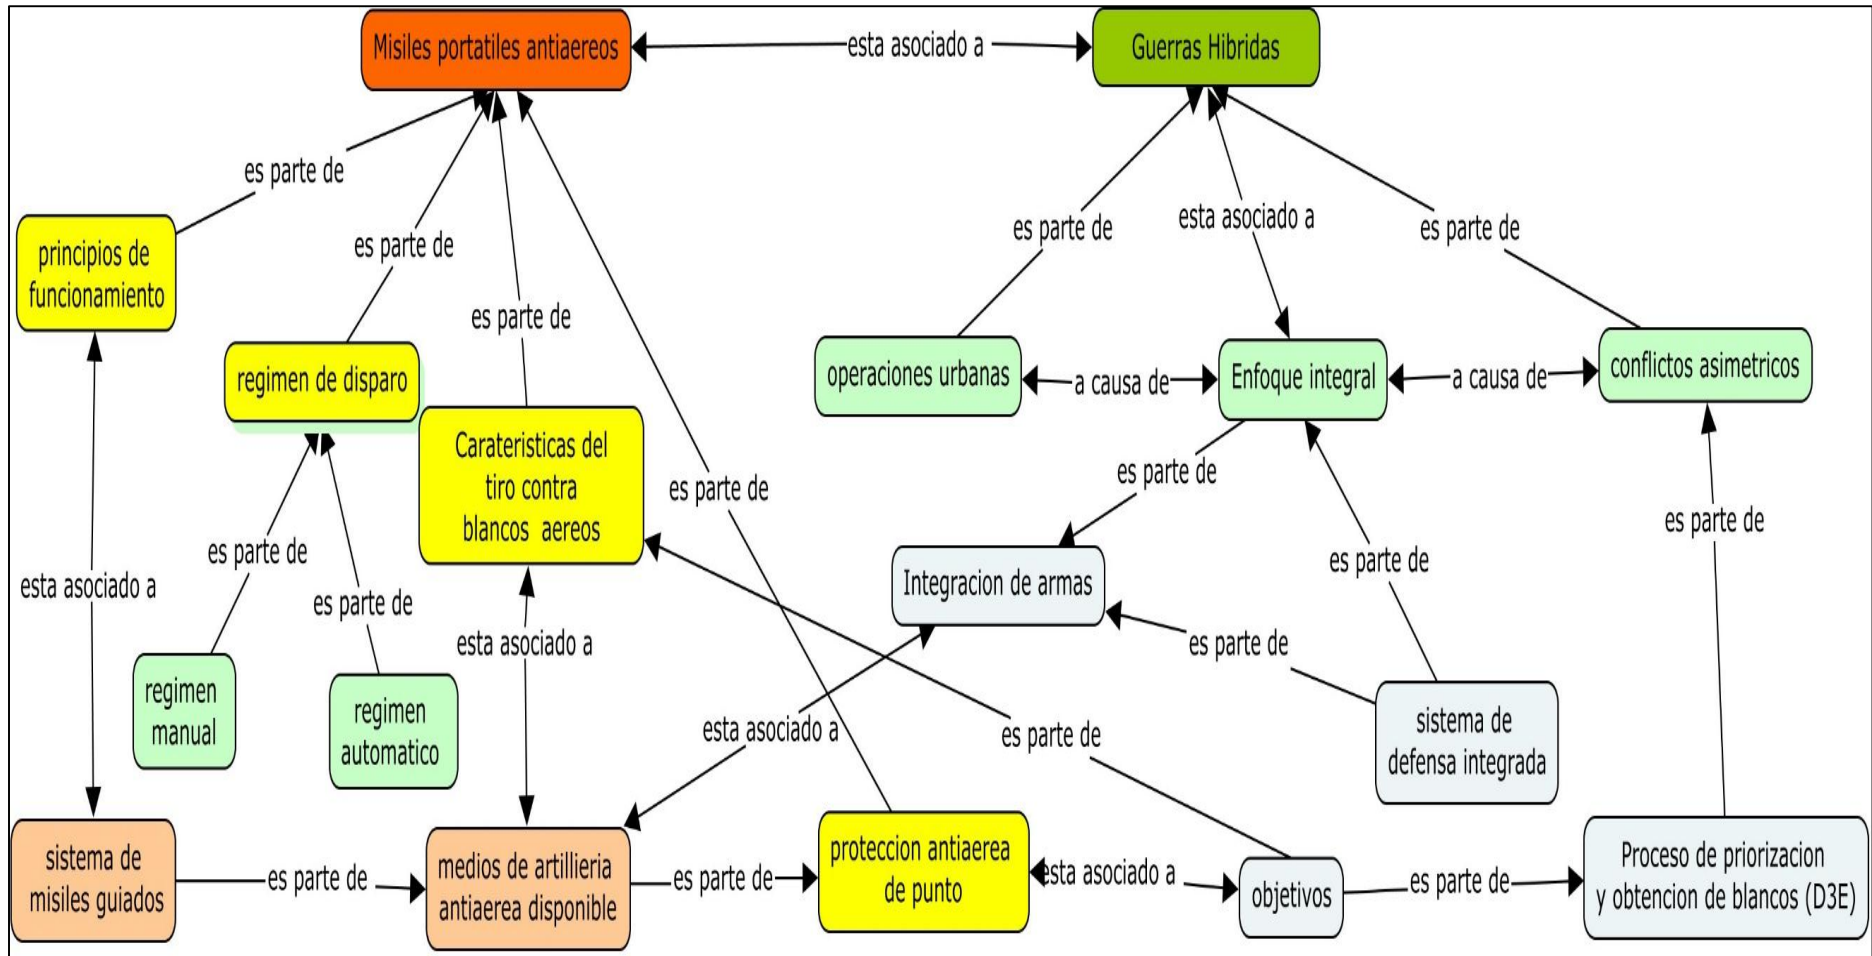 Misiles portatiles antiaereos
esta asociado a
Guerras Hibridas
es parte de
es parte de
es parte de
es parte de
es parte de
esta asociado a
es parte de
principios de
funcionamiento
regimen de disparo
Carateristicas del
tiro contra
blancos aereos
operaciones urbanas
a causa de
Enfoque integral
a causa de
conflictos asimetricos
es parte de
es parte de
es parte de
esta asociado a
es parte de
es parte de
esta asociado a
Integracion de armas
es parte de
regimen
manual
regimen
automatico
esta asociado a
es parte de
sistema de
defensa integrada
sistema de
misiles guiados
es parte de
medios de artillieria
antiaerea disponible
es parte de
proteccion antiaerea
de punto
esta asociado a
objetivos
es parte de
Proceso de priorizacion
y obtencion de blancos (D3E)